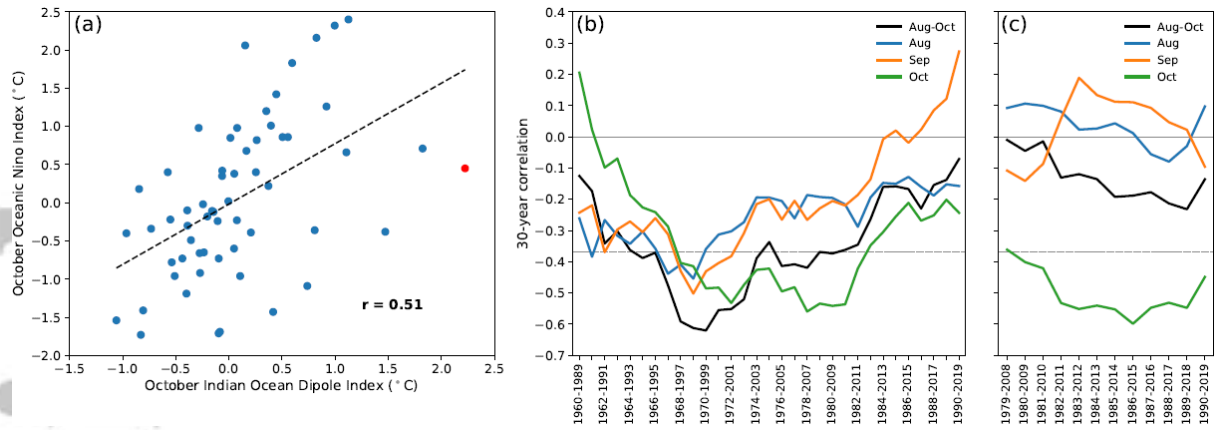 (a)
Oceanic Nino Index (°C)
October
2.5
2.0
1.5
1.0
0.5
0.0
−0.5
−1.0
−1.5
−2.0
r = 0.51
−1.5 −1.0 −0.5 0.0 0.5 1.0 1.5 2.0 2.5
October Indian Ocean Dipole Index (°C)
(b)
30-year correlation
0.4
0.3
0.2
0.1
0.0
−0.1
−0.2
−0.3
−0.4
−0.5
−0.6
−0.7
Aug-Oct
Aug
Sep
Oct
1960-1989
1962-1991
1964-1993
1966-1995
1968-1997
1970-1999
1972-2001
1974-2003
1976-2005
1978-2007
1980-2009
1982-2011
1984-2013
1986-2015
1988-2017
1990-2019
(c)
Aug-Oct
Aug
Sep
Oct
1979-2008
1980-2009
1981-2010
1982-2011
1983-2012
1984-2013
1985-2014
1986-2015
1988-2017
1989-2018
1990-2019